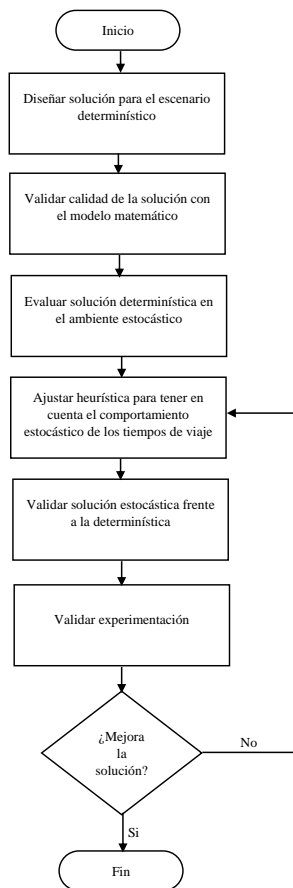 Inicio
Diseñar solución para el escenario
determinístico
Validar calidad de la solución con
el modelo matemático
Evaluar solución determinística en
el ambiente estocástico
Ajustar heurística para tener en
cuenta el comportamiento
estocástico de los tiempos de viaje
Validar solución estocástica frente
a la determinística
Validar experimentación
¿Mejora
la
solución?
No
Si
Fin